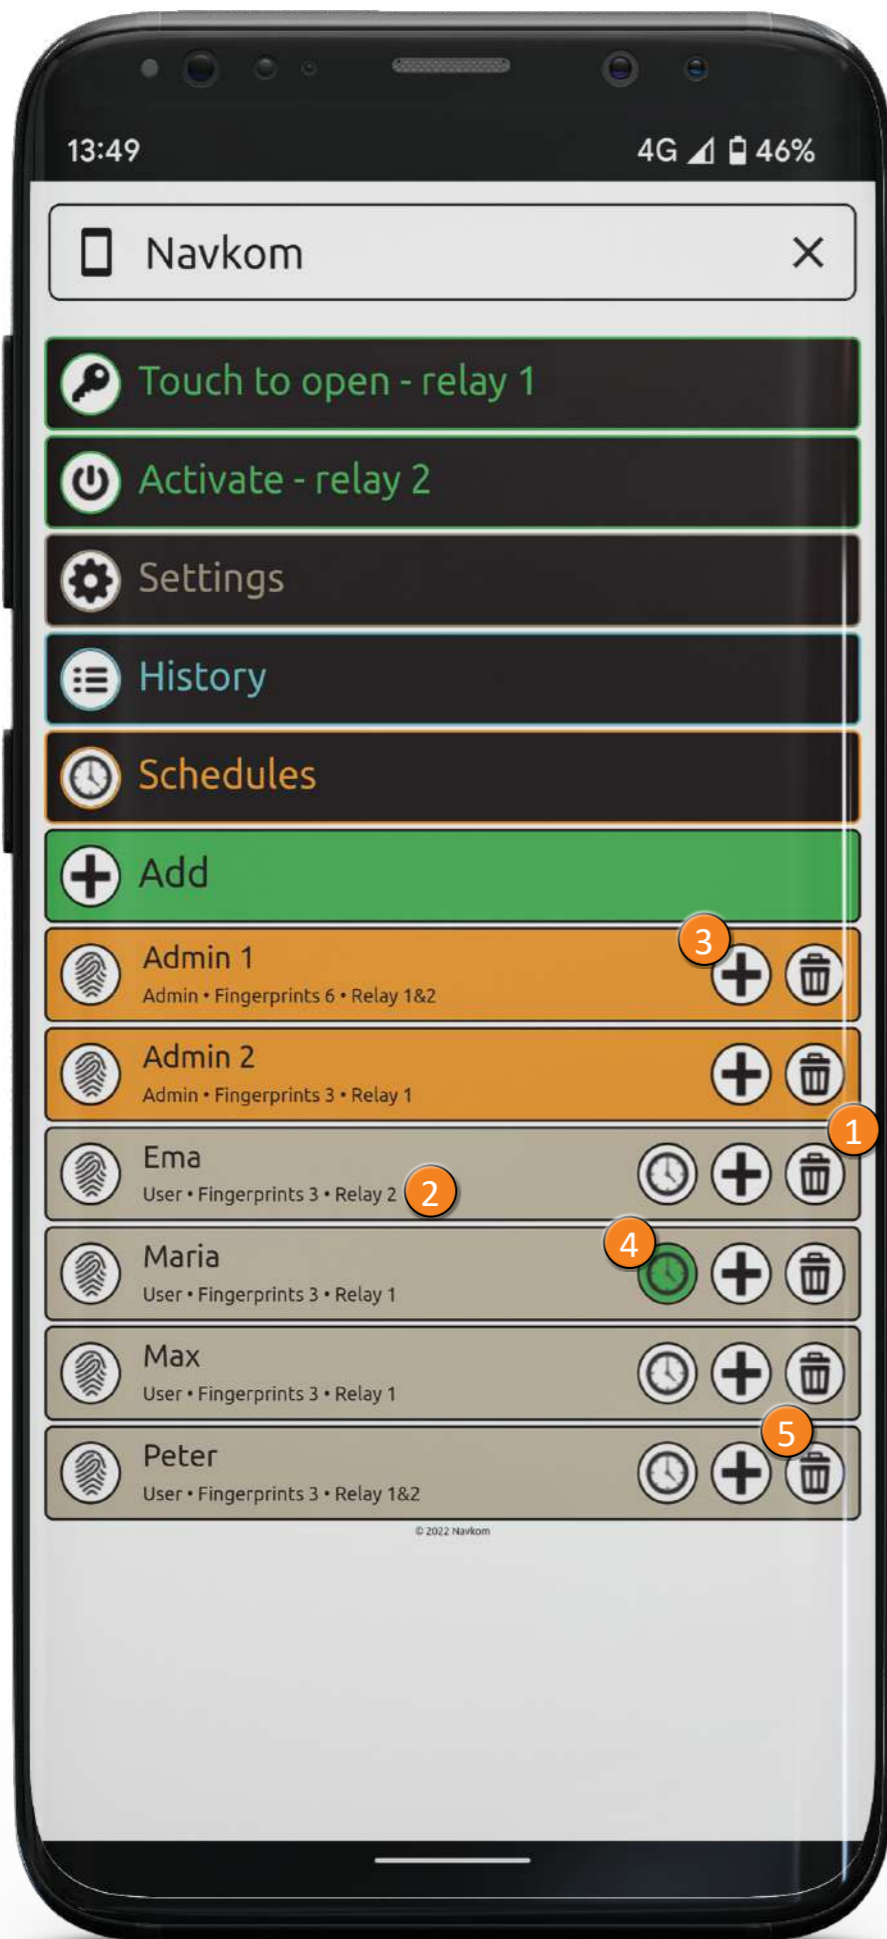 13:49 4G 46%
Navkom
Touch to open - relay 1
Activate - relay 2
Settings
History
Schedules
Add
3
Admin 1
Admin • Fingerprints 6 • Relay 1&2
Admin 2
Admin • Fingerprints 3 • Relay 1
1
Ema
User • Fingerprints 3 • Relay 2 2
4
Maria
User • Fingerprints 3 • Relay 1
Max
User • Fingerprints 3 • Relay 1
5
Peter
User • Fingerprints 3 • Relay 1&2
© 2022 Navkom